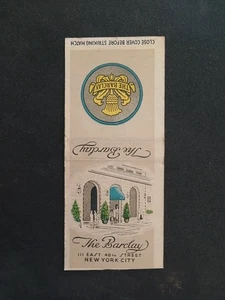 CLOSE COVER BEFORE STRIKING MATCH
THE BARCLAY
The Barclay
The Barclay
111 EAST 48TH STREET
NEW YORK CITY